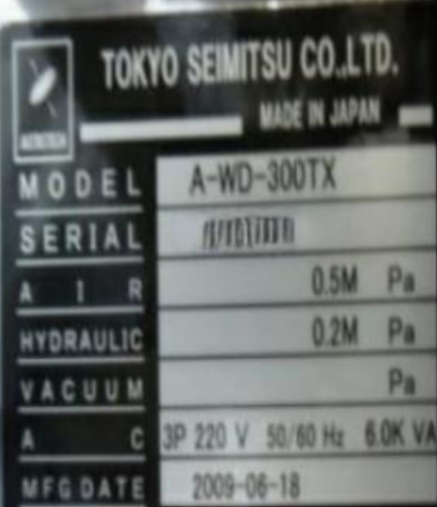 TOKYO SEIMITSU CO.,LTD.
MADE IN JAPAN
MODEL A-WD-300TX
SERIAL
AIR 0.5M Pa
HYDRAULIC 0.2M Pa
VACUUM Pa
AC 3P 220 V 50/60 Hz 6.0K VA
MFG DATE 2009-06-18